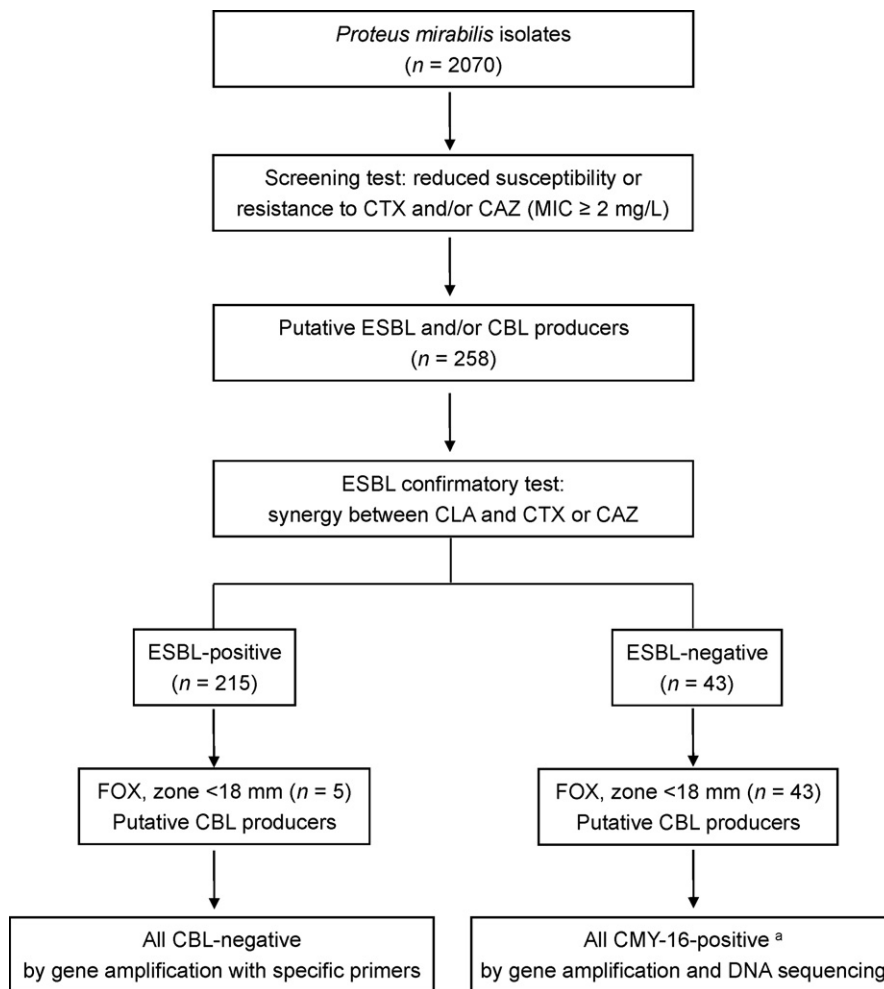 Proteus mirabilis isolates
(n = 2070)
Screening test: reduced susceptibility or
resistance to CTX and/or CAZ (MIC ≥ 2 mg/L)
Putative ESBL and/or CBL producers
(n = 258)
ESBL confirmatory test:
synergy between CLA and CTX or CAZ
ESBL-positive
(n = 215)
ESBL-negative
(n = 43)
FOX, zone <18 mm (n = 5)
Putative CBL producers
FOX, zone <18 mm (n = 43)
Putative CBL producers
All CBL-negative
by gene amplification with specific primers
All CMY-16-positive a
by gene amplification and DNA sequencing